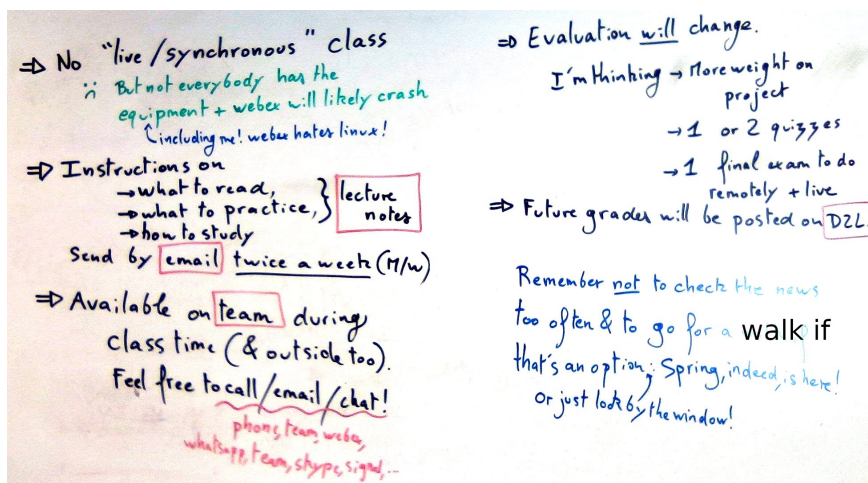 ⇒ No "live/synchronous" class
:( But not everybody has the
equipment + webex will likely crash
including me! webex hates linux!
⇒ Instructions on
→ what to read,
→ what to practice, } lecture notes
→ how to study
Send by email twice a week (M/W)
⇒ Available on team during
class time (& outside too).
Feel free to call/email/chat!
phone, team, webex,
whatsapp, team, skype, signal, ...
⇒ Evaluation will change.
I'm thinking → More weight on
project
→ 1 or 2 quizzes
→ 1 final exam to do
remotely + live
⇒ Future grades will be posted on D2L.
Remember not to check the news
too often & to go for a walk if
that's an option; Spring, indeed, is here!
Or just look by the window!